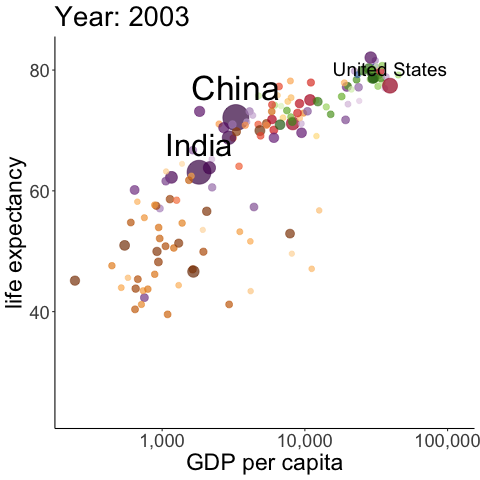 Year: 2003
80
United States
China
India
60
40
life expectancy
1,000
10,000
100,000
GDP per capita